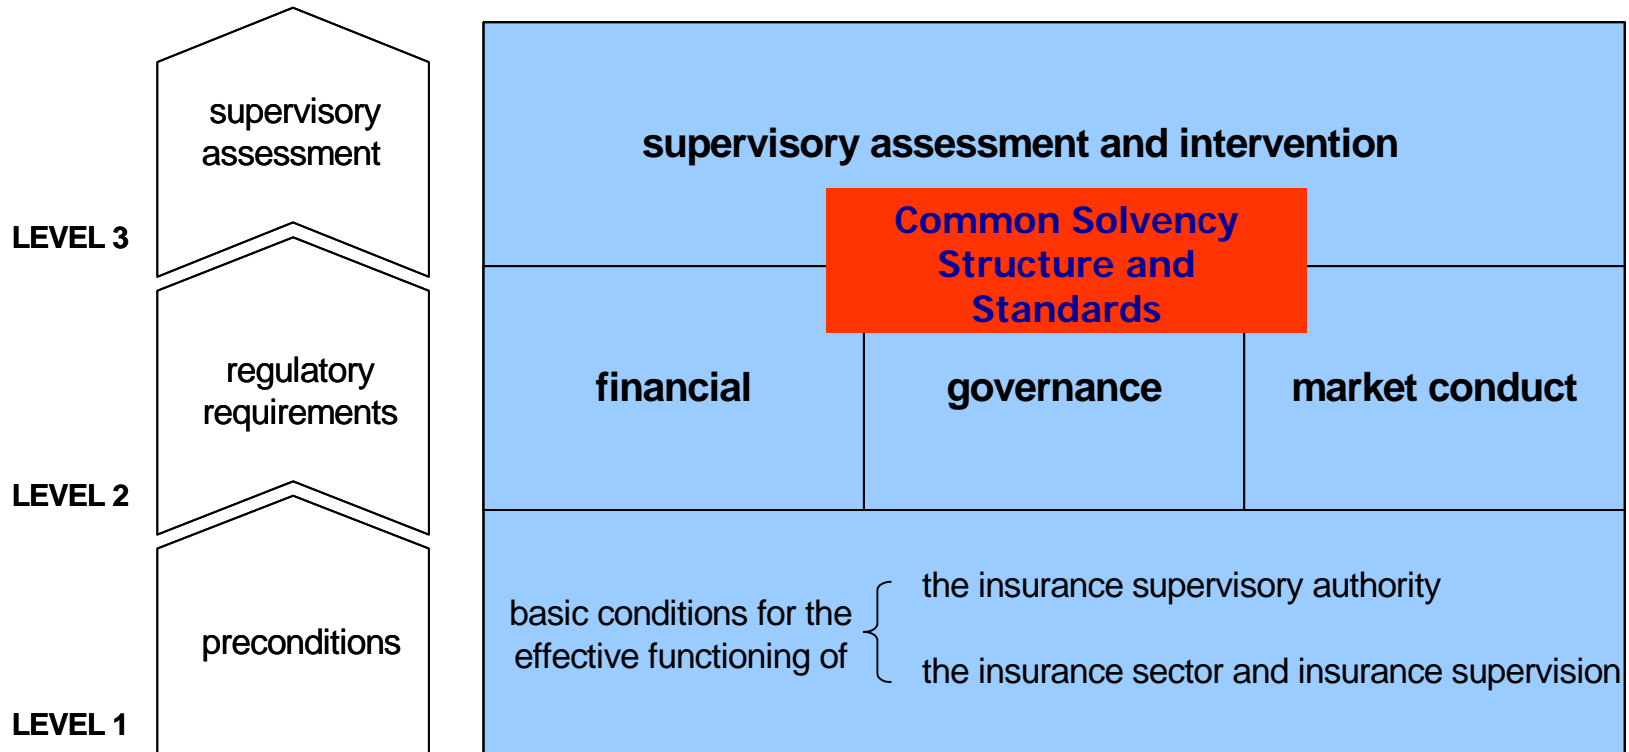 supervisory
assessment
LEVEL 3
supervisory assessment and intervention
Common Solvency
Structure and
Standards
regulatory
requirements
LEVEL 2
financial
governance
market conduct
preconditions
LEVEL 1
basic conditions for the
effective functioning of
the insurance supervisory authority
the insurance sector and insurance supervision